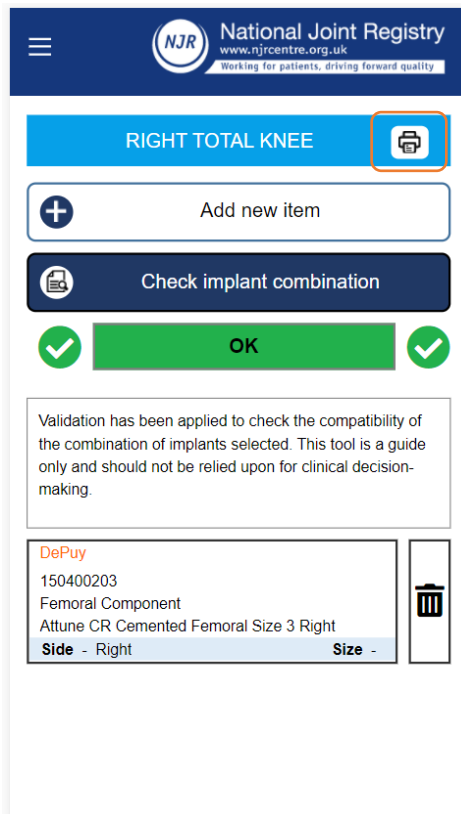 NJR
National Joint Registry
www.njrcentre.org.uk
Working for patients, driving forward quality
RIGHT TOTAL KNEE
Add new item
Check implant combination
OK
Validation has been applied to check the compatibility of
the combination of implants selected. This tool is a guide
only and should not be relied upon for clinical decision-
making.
DePuy
150400203
Femoral Component
Attune CR Cemented Femoral Size 3 Right
Side - Right Size -